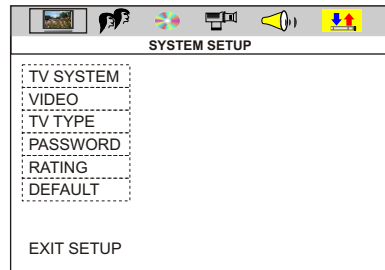 SYSTEM SETUP
TV SYSTEM
VIDEO
TV TYPE
PASSWORD
RATING
DEFAULT
EXIT SETUP